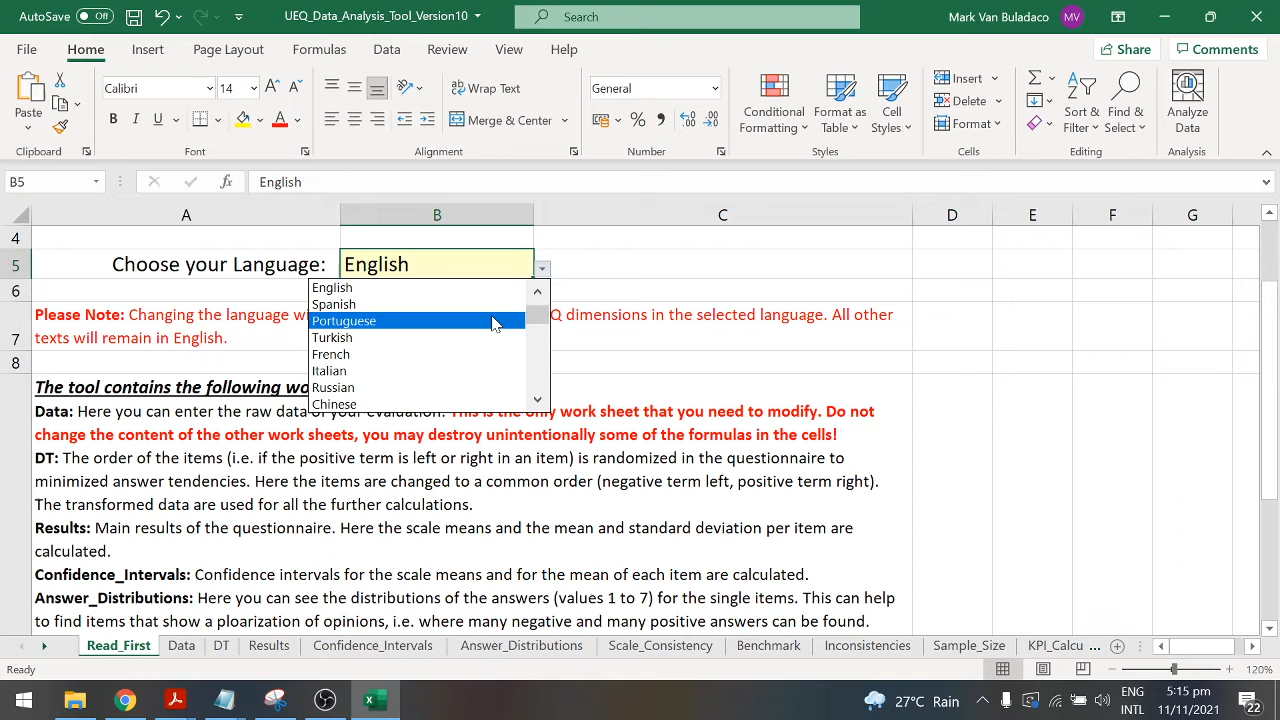 AutoSave Off UEQ_Data_Analysis_Tool_Version10 Search Mark Van Buladaco MV
File Home Insert Page Layout Formulas Data Review View Help Share Comments
Calibri 14 Wrap Text General Insert
Paste Conditional Formatting Format as Table Cell Styles Delete Sort & Filter Find & Select Analyze Data
B I U A Merge & Center % Format
Clipboard Font Alignment Number Styles Cells Editing Analysis
B5 fx English
A B C D E F G
4
5 Choose your Language: English
6
English
Spanish
Portuguese
Turkish
French
Italian
Russian
Chinese
Please Note: Changing the language w Q dimensions in the selected language. All other
7 texts will remain in English.
8
The tool contains the following wo
Data: Here you can enter the raw data of your evaluation. This is the only work sheet that you need to modify. Do not
change the content of the other work sheets, you may destroy unintentionally some of the formulas in the cells!
DT: The order of the items (i.e. if the positive term is left or right in an item) is randomized in the questionnaire to
minimized answer tendencies. Here the items are changed to a common order (negative term left, positive term right).
The transformed data are used for all the further calculations.
Results: Main results of the questionnaire. Here the scale means and the mean and standard deviation per item are
calculated.
Confidence_Intervals: Confidence intervals for the scale means and for the mean of each item are calculated.
Answer_Distributions: Here you can see the distributions of the answers (values 1 to 7) for the single items. This can help
to find items that show a ploarization of opinions, i.e. where many negative and many positive answers can be found.
Read_First Data DT Results Confidence_Intervals Answer_Distributions Scale_Consistency Benchmark Inconsistencies Sample_Size KPI_Calcu ...
Ready 120%
27°C Rain ENG INTL 5:15 pm 11/11/2021 22